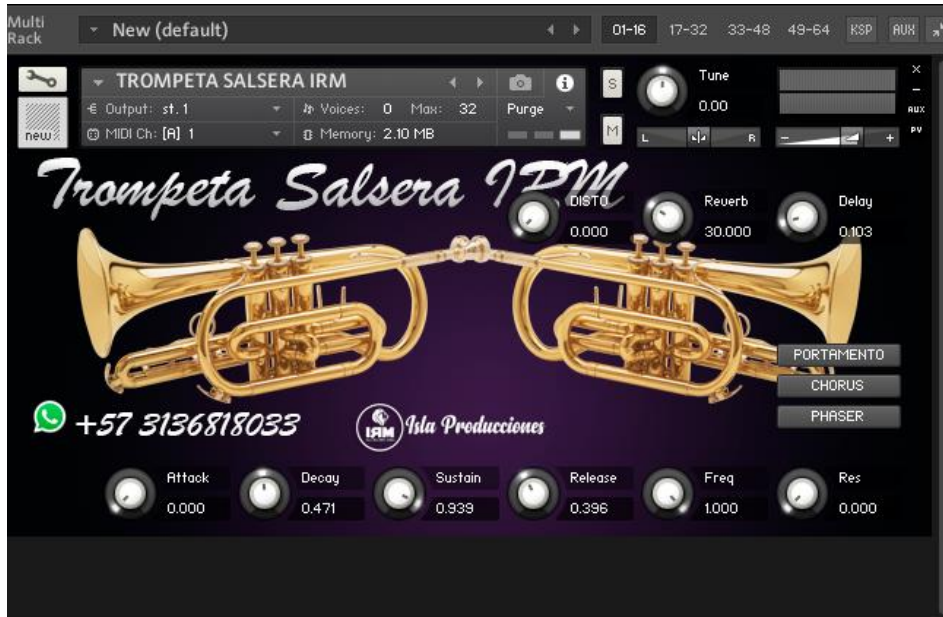 Multi
Rack
New (default)
01-16 17-32 33-48 49-64 KSP AUX
TROMPETA SALSERA IRM
Output: st. 1 Voices: 0 Max: 32 Purge
MIDI Ch: [A] 1 Memory: 2.10 MB
new
S
M
Tune
0.00
L R
- +
×
-
AUX
PV
Trompeta Salsera IRM
DISTO Reverb Delay
0.000 30.000 0.103
PORTAMENTO
CHORUS
PHASER
+57 3136818033
IRM Isla Producciones
Attack Decay Sustain Release Freq Res
0.000 0.471 0.939 0.396 1.000 0.000